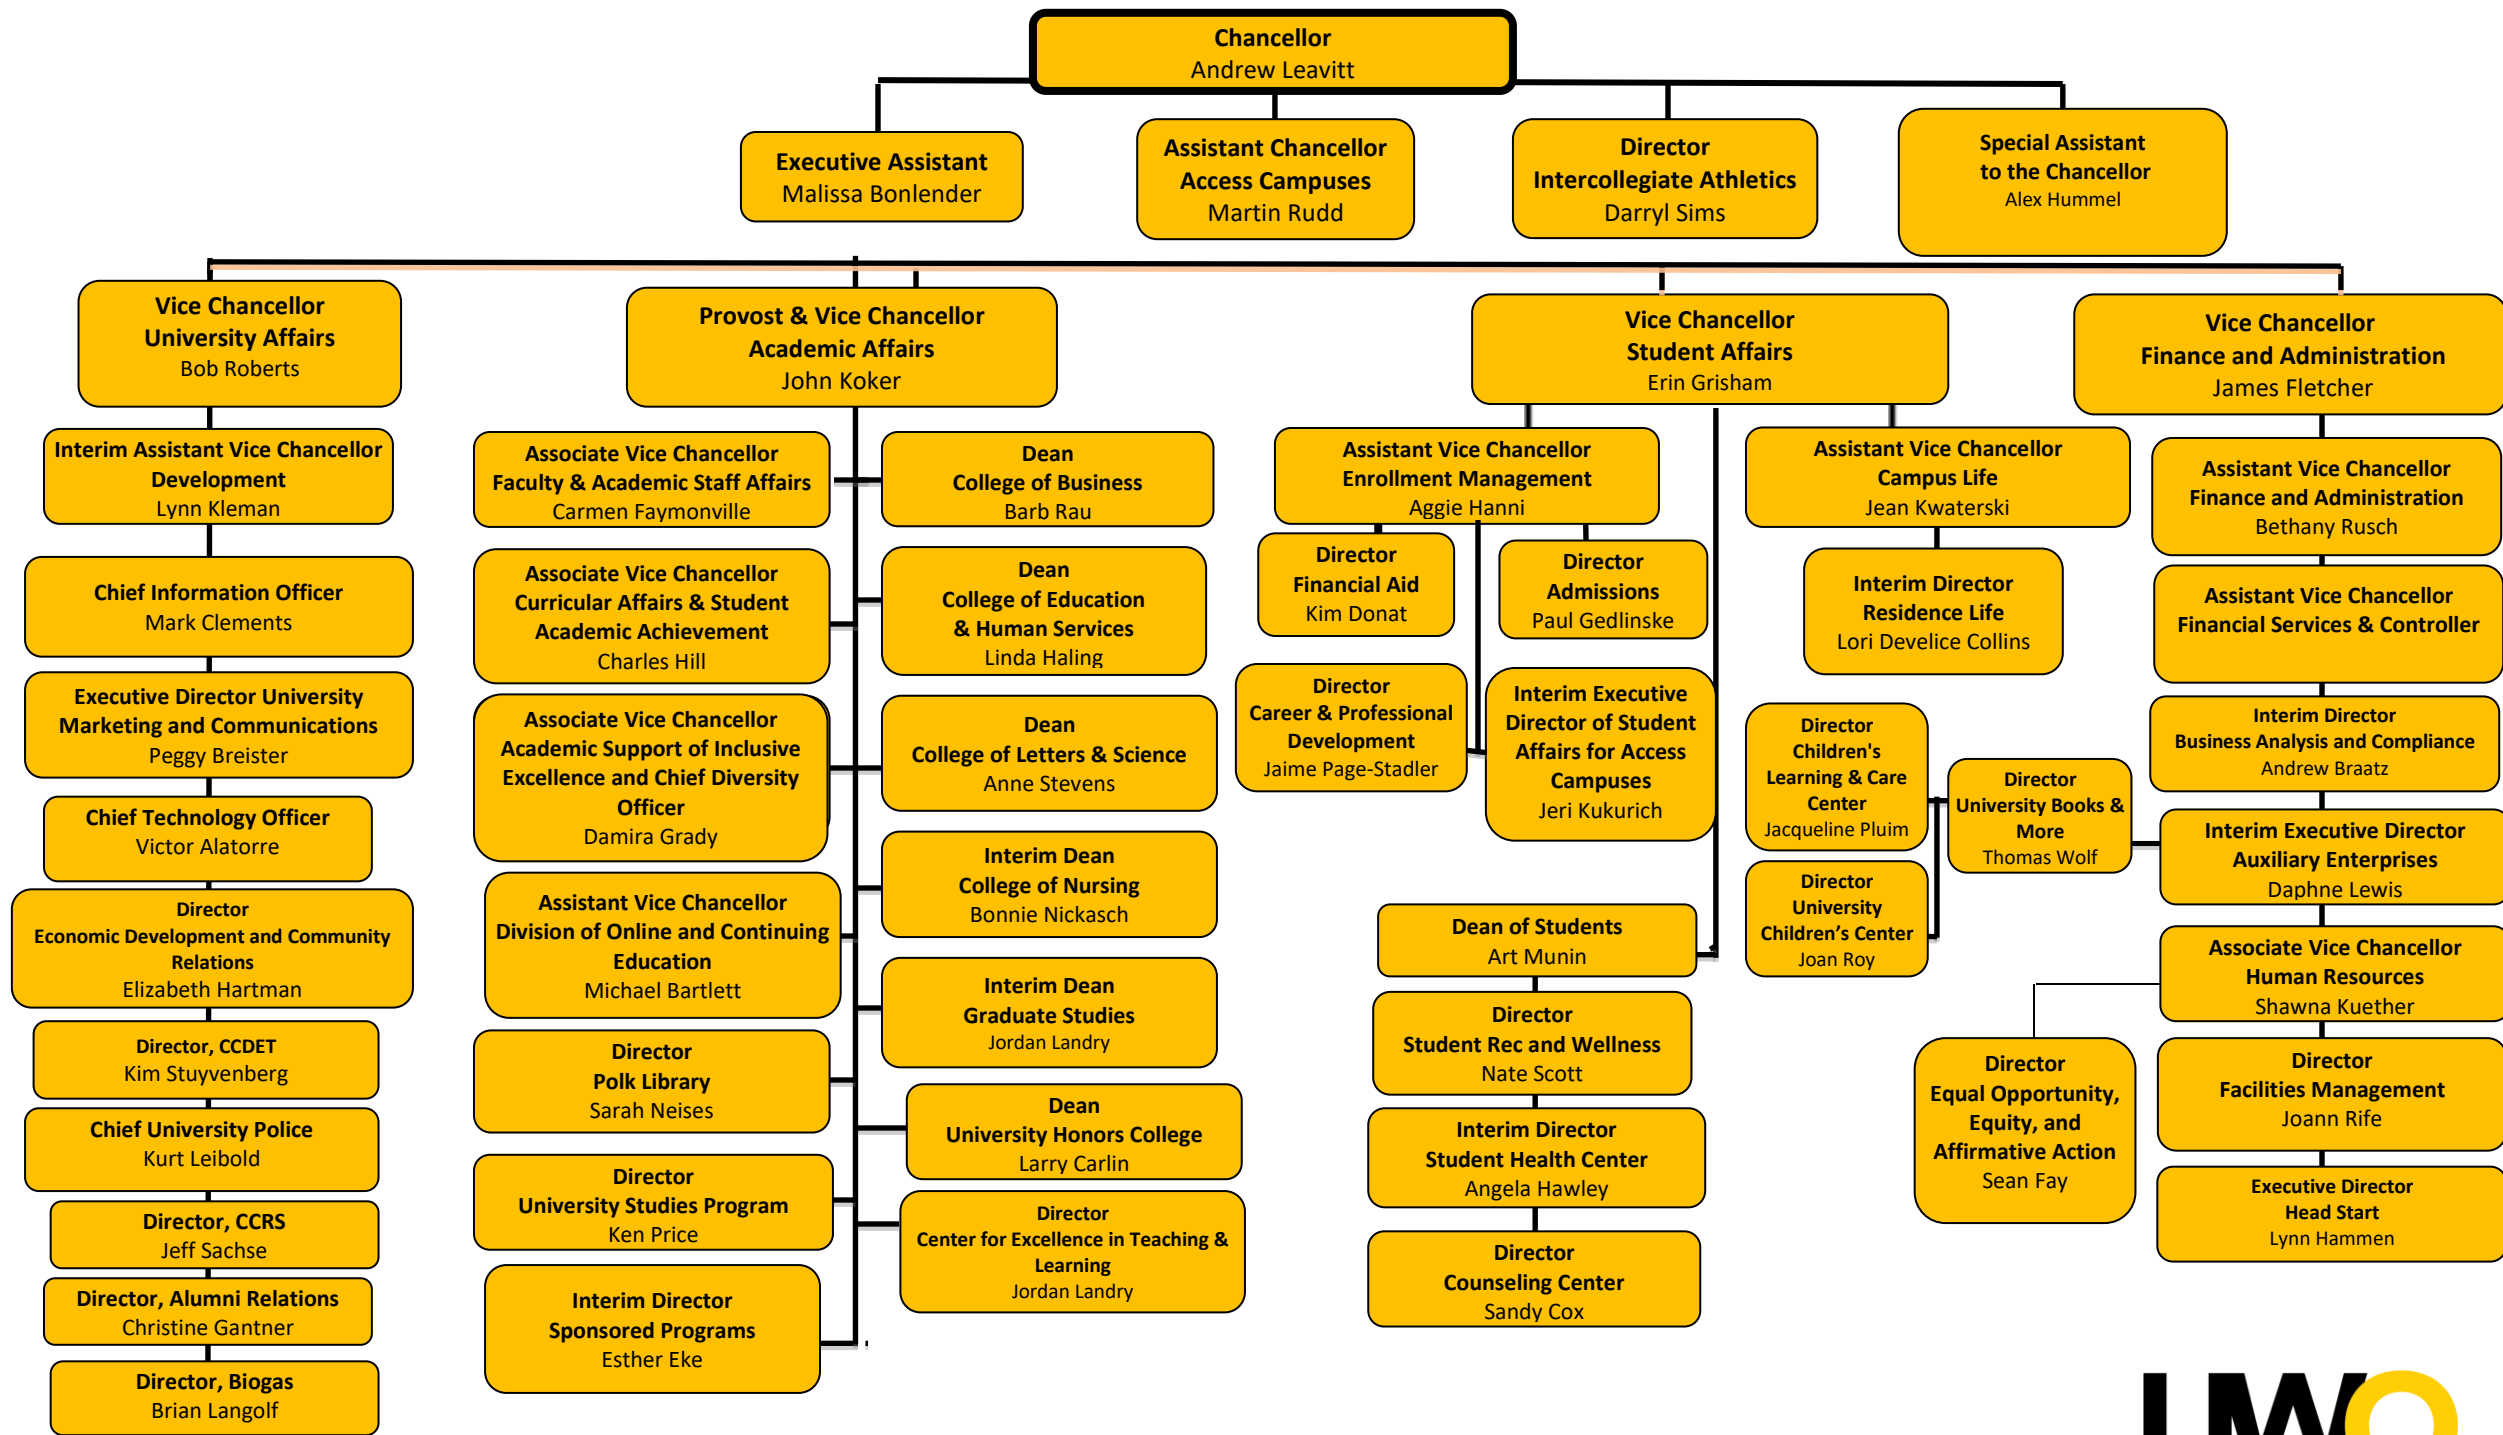 Chancellor
Andrew Leavitt
Executive Assistant
Malissa Bonlender
Assistant Chancellor
Access Campuses
Martin Rudd
Director
Intercollegiate Athletics
Darryl Sims
Special Assistant
to the Chancellor
Alex Hummel
Vice Chancellor
University Affairs
Bob Roberts
Interim Assistant Vice Chancellor
Development
Lynn Kleman
Chief Information Officer
Mark Clements
Executive Director University
Marketing and Communications
Peggy Breister
Chief Technology Officer
Victor Alatorre
Director
Economic Development and Community
Relations
Elizabeth Hartman
Director, CCDET
Kim Stuyvenberg
Chief University Police
Kurt Leibold
Director, CCRS
Jeff Sachse
Director, Alumni Relations
Christine Gantner
Director, Biogas
Brian Langolf
Provost & Vice Chancellor
Academic Affairs
John Koker
Associate Vice Chancellor
Faculty & Academic Staff Affairs
Carmen Faymonville
Associate Vice Chancellor
Curricular Affairs & Student
Academic Achievement
Charles Hill
Associate Vice Chancellor
Academic Support of Inclusive
Excellence and Chief Diversity
Officer
Damira Grady
Assistant Vice Chancellor
Division of Online and Continuing
Education
Michael Bartlett
Director
Polk Library
Sarah Neises
Director
University Studies Program
Ken Price
Interim Director
Sponsored Programs
Esther Eke
Dean
College of Business
Barb Rau
Dean
College of Education
& Human Services
Linda Haling
Dean
College of Letters & Science
Anne Stevens
Interim Dean
College of Nursing
Bonnie Nickasch
Interim Dean
Graduate Studies
Jordan Landry
Dean
University Honors College
Larry Carlin
Director
Center for Excellence in Teaching &
Learning
Jordan Landry
Vice Chancellor
Student Affairs
Erin Grisham
Assistant Vice Chancellor
Enrollment Management
Aggie Hanni
Director
Financial Aid
Kim Donat
Director
Admissions
Paul Gedlinske
Director
Career & Professional
Development
Jaime Page-Stadler
Interim Executive
Director of Student
Affairs for Access
Campuses
Jeri Kukurich
Assistant Vice Chancellor
Campus Life
Jean Kwaterski
Interim Director
Residence Life
Lori Develice Collins
Dean of Students
Art Munin
Director
Student Rec and Wellness
Nate Scott
Interim Director
Student Health Center
Angela Hawley
Director
Counseling Center
Sandy Cox
Vice Chancellor
Finance and Administration
James Fletcher
Assistant Vice Chancellor
Finance and Administration
Bethany Rusch
Assistant Vice Chancellor
Financial Services & Controller
Interim Director
Business Analysis and Compliance
Andrew Braatz
Interim Executive Director
Auxiliary Enterprises
Daphne Lewis
Director
University Books &
More
Thomas Wolf
Director
Children's
Learning & Care
Center
Jacqueline Pluim
Director
University
Children’s Center
Joan Roy
Associate Vice Chancellor
Human Resources
Shawna Kuether
Director
Equal Opportunity,
Equity, and
Affirmative Action
Sean Fay
Director
Facilities Management
Joann Rife
Executive Director
Head Start
Lynn Hammen
UWO